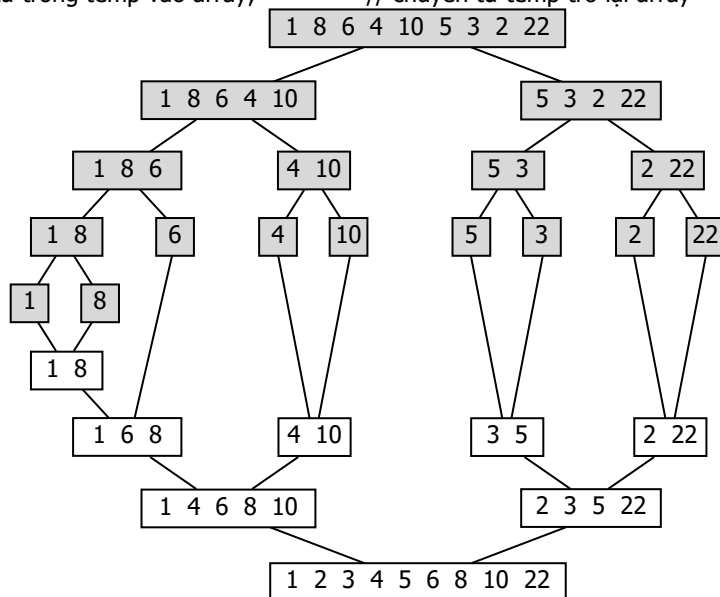 trong temp vào array;    // chuyển từ temp trở lại array
1 8 6 4 10 5 3 2 22
1 8 6 4 10    5 3 2 22
1 8 6    4 10    5 3    2 22
1 8    6    4    10    5    3    2    22
1    8
1 8
1 6 8    4 10    3 5    2 22
1 4 6 8 10    2 3 5 22
1 2 3 4 5 6 8 10 22